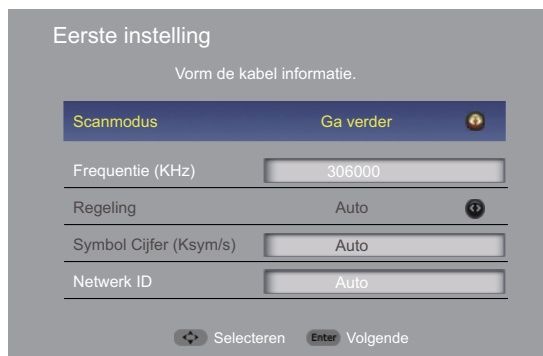 Eerste instelling
Vorm de kabel informatie.
Scanmodus Ga verder
Frequentie (KHz) 306000
Regeling Auto
Symbol Cijfer (Ksym/s) Auto
Netwerk ID Auto
Selecteren Enter Volgende